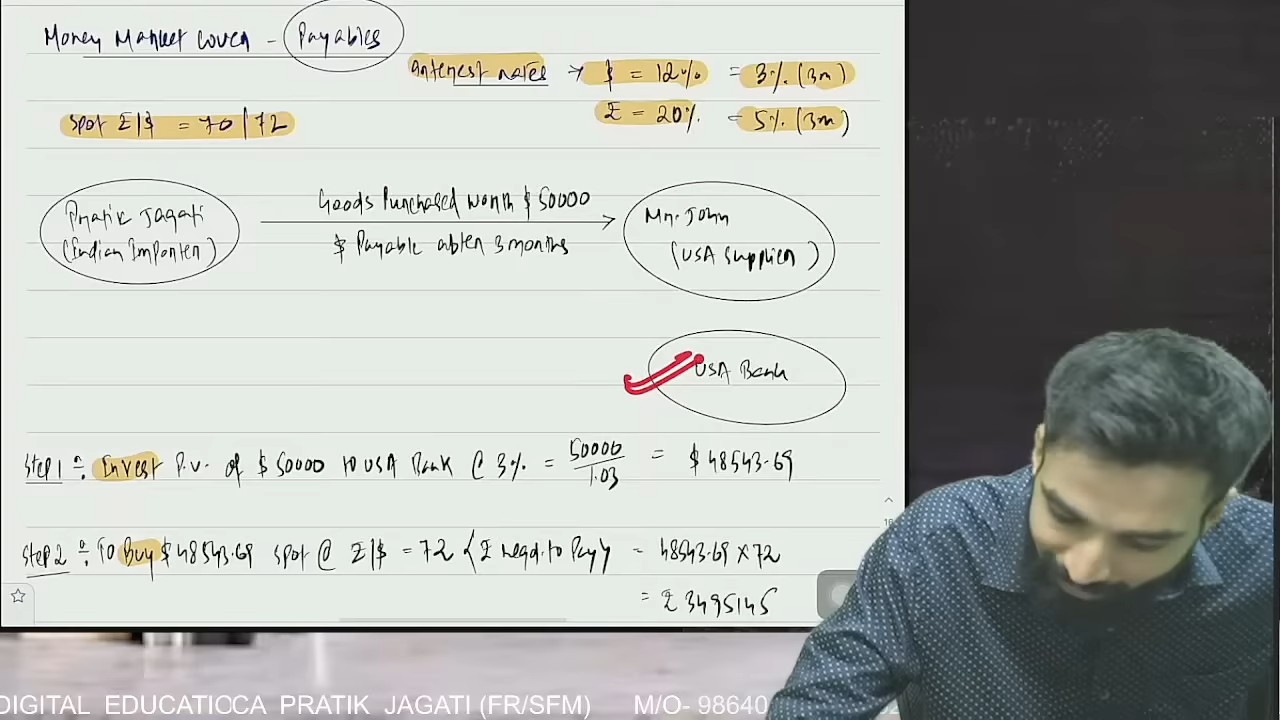 Money Market Cover - Payables
Interest rates → $ = 12% = 3% (3m)
Spot ₹/$ = 70/72
₹ = 20% = 5% (3m)
Pratik Jagati
(Indian Importer)
Goods Purchased worth $ 50000
$ Payable after 3 months
Mr. John
(USA Supplier)
USA Bank
Step 1 :- Invest P.V. of $ 50000 to USA Bank @ 3% = 50000/1.03 = $ 48543.69
Step 2 :- To Buy $ 48543.69 spot @ ₹/$ = 72 {₹ reqd. to Pay} = 48543.69 × 72
= ₹ 3495145
DIGITAL EDUCATIOCA PRATIK JAGATI (FR/SFM) M/O- 98640